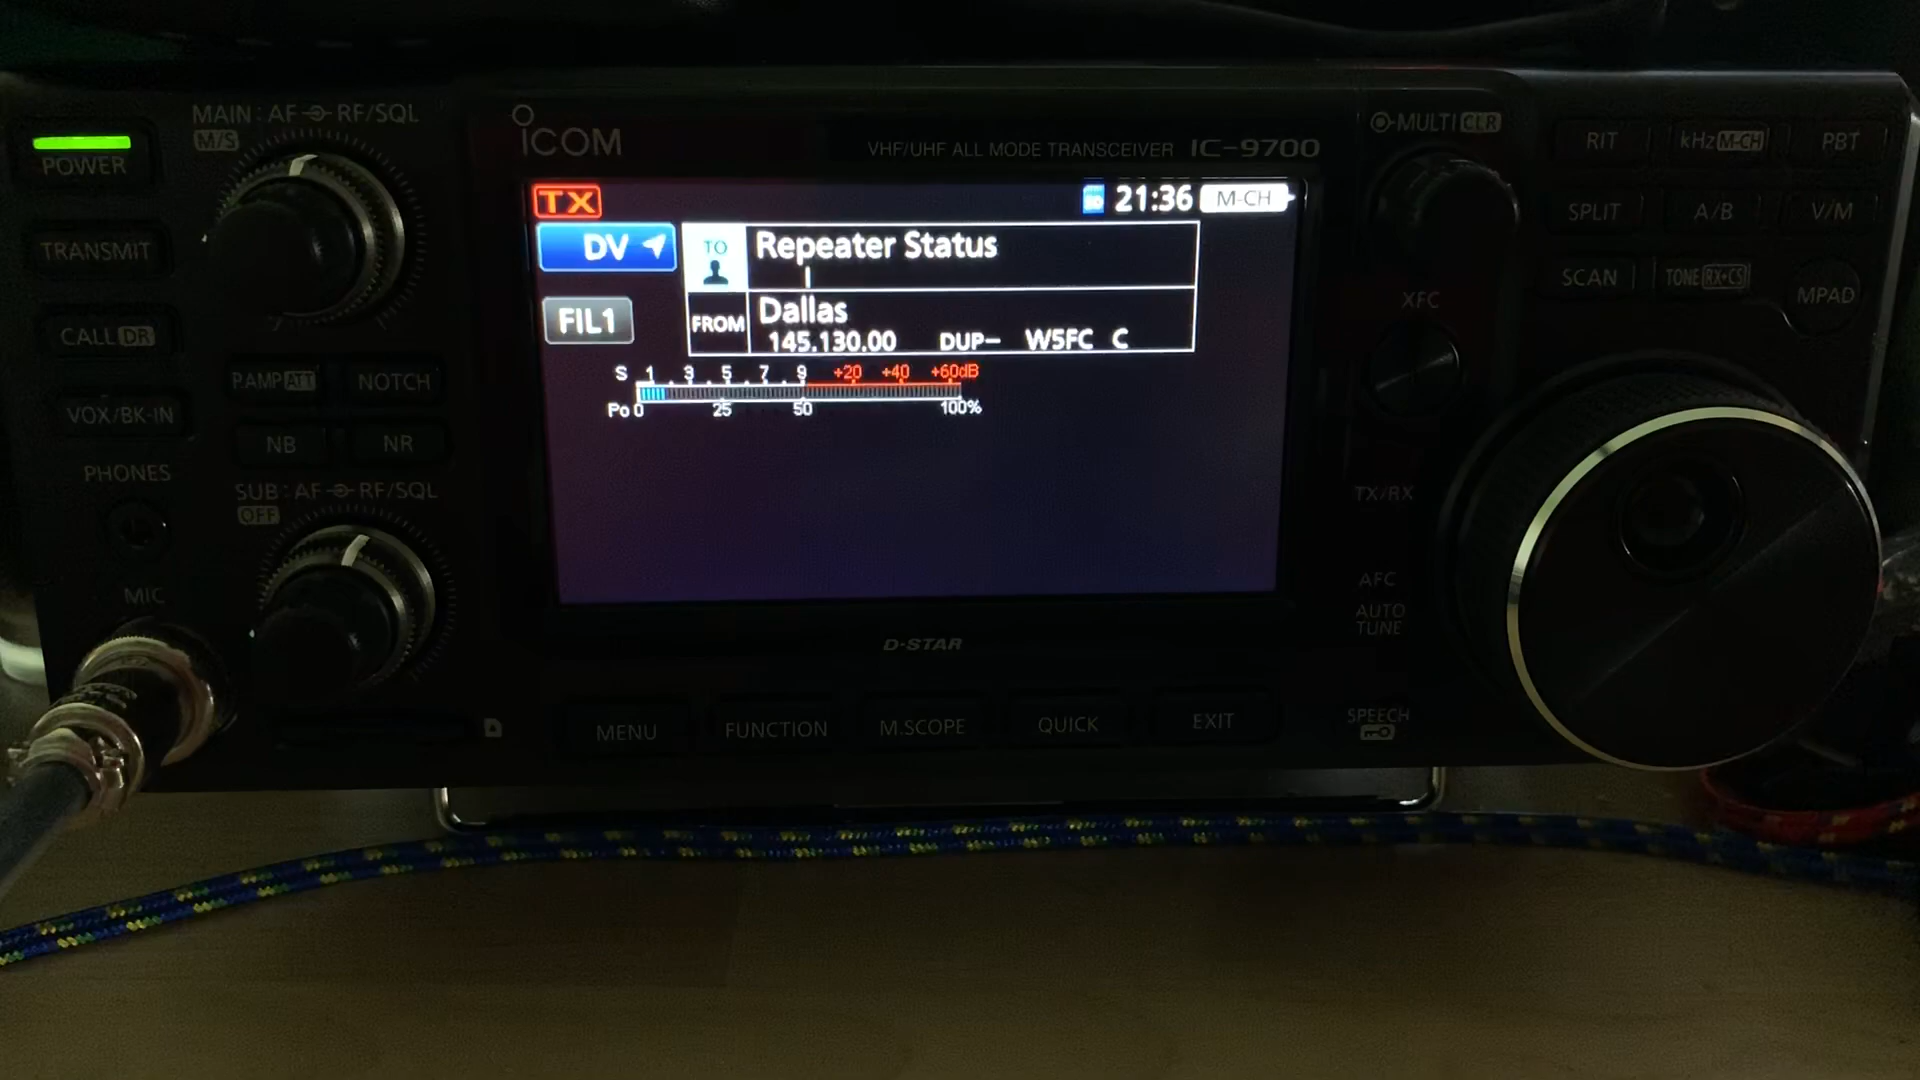 MAIN: AF RF/SQL
M/S
POWER
TRANSMIT
CALL DR
VOX/BK-IN
P.AMP ATT
NOTCH
NB
NR
PHONES
SUB: AF RF/SQL
OFF
MIC
ICOM
VHF/UHF ALL MODE TRANSCEIVER IC-9700
TX
21:36
M-CH
DV
TO
Repeater Status
I
FIL1
FROM
Dallas
145.130.00 DUP- W5FC C
S 1 3 5 7 9 +20 +40 +60dB
Po 0 25 50 100%
D-STAR
MENU
FUNCTION
M.SCOPE
QUICK
EXIT
MULTI CLR
XFC
TX/RX
AFC
AUTO
TUNE
SPEECH
RIT
kHz M-CH
PBT
SPLIT
A/B
V/M
SCAN
TONE RX→CS
MPAD